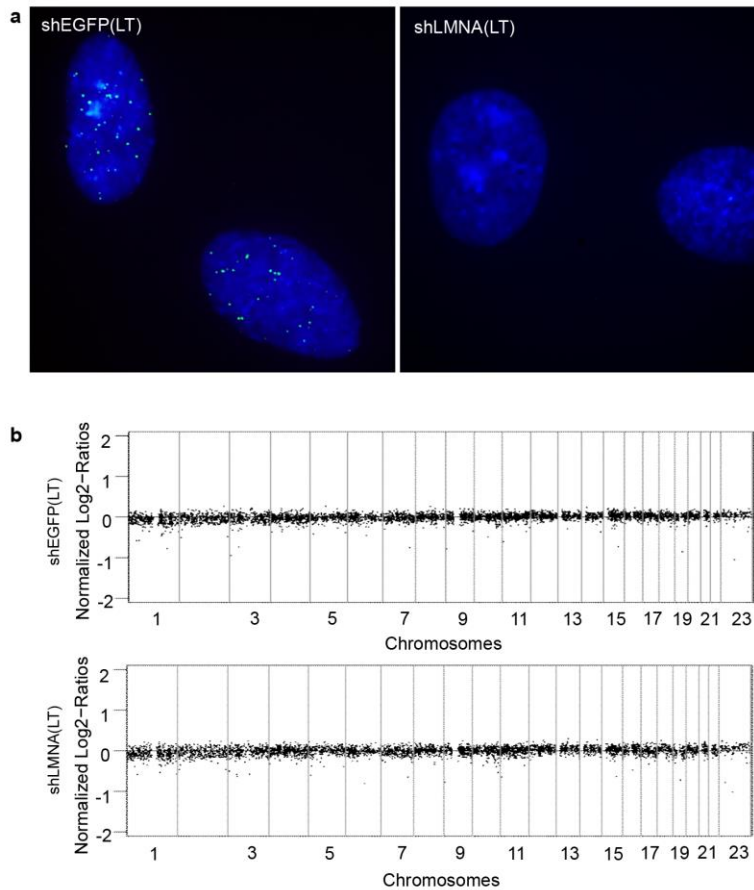 a
shEGFP(LT)
shLMNA(LT)
b
shEGFP(LT)
Normalized Log2-Ratios
2
1
0
-1
-2
1 3 5 7 9 11 13 15 17 19 21 23
Chromosomes
shLMNA(LT)
Normalized Log2-Ratios
2
1
0
-1
-2
1 3 5 7 9 11 13 15 17 19 21 23
Chromosomes